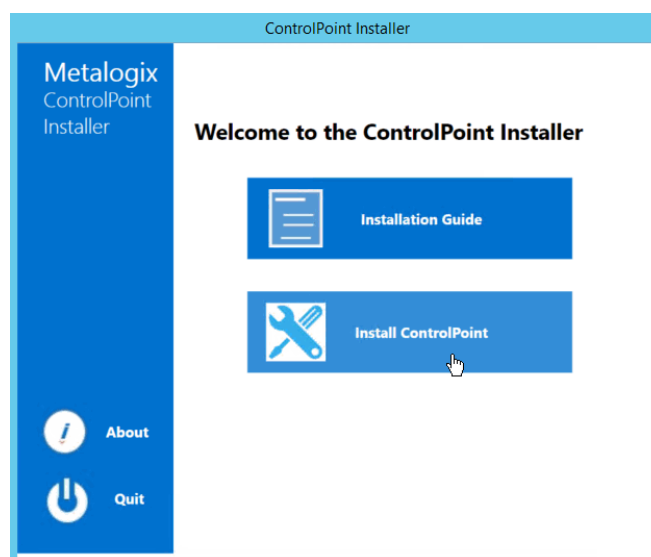 ControlPoint Installer
Metalogix
ControlPoint
Installer
Welcome to the ControlPoint Installer
Installation Guide
Install ControlPoint
About
Quit